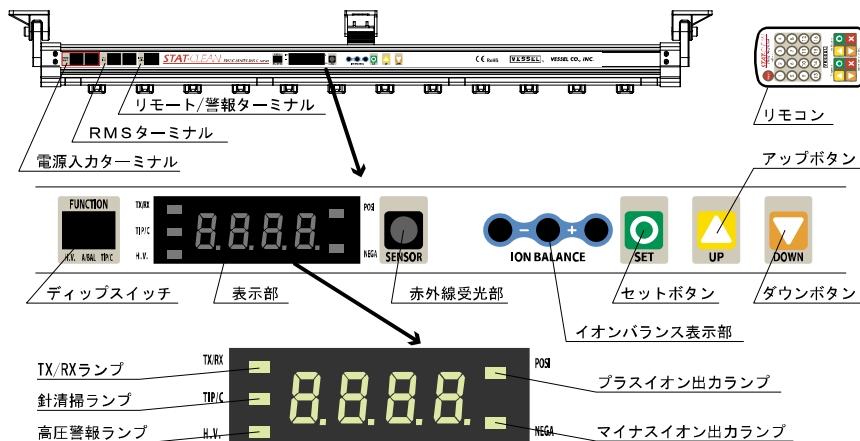 STAT-CLEAN
CE RoHS VESSEL VESSEL CO., INC.
リモート/警報ターミナル
RMSターミナル
電源入力ターミナル
リモコン
アップボタン
FUNCTION
H.V. A/BAL TIP/C
TX/RX
TIP/C
H.V.
8.8.8.8.
POSI
NEGA
SENSOR
- +
ION BALANCE
SET
UP
DOWN
ディップスイッチ
表示部
赤外線受光部
セットボタン
ダウンボタン
イオンバランス表示部
TX/RXランプ
針清掃ランプ
高圧警報ランプ
TX/RX
TIP/C
H.V.
8.8.8.8.
POSI
NEGA
プラスイオン出力ランプ
マイナスイオン出力ランプ